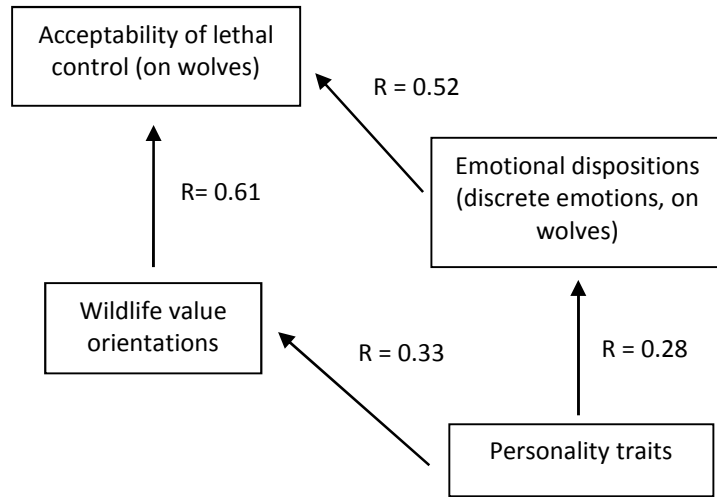 Acceptability of lethal
control (on wolves)
R = 0.52
Emotional dispositions
(discrete emotions, on
wolves)
R= 0.61
Wildlife value
orientations
R = 0.33
R = 0.28
Personality traits